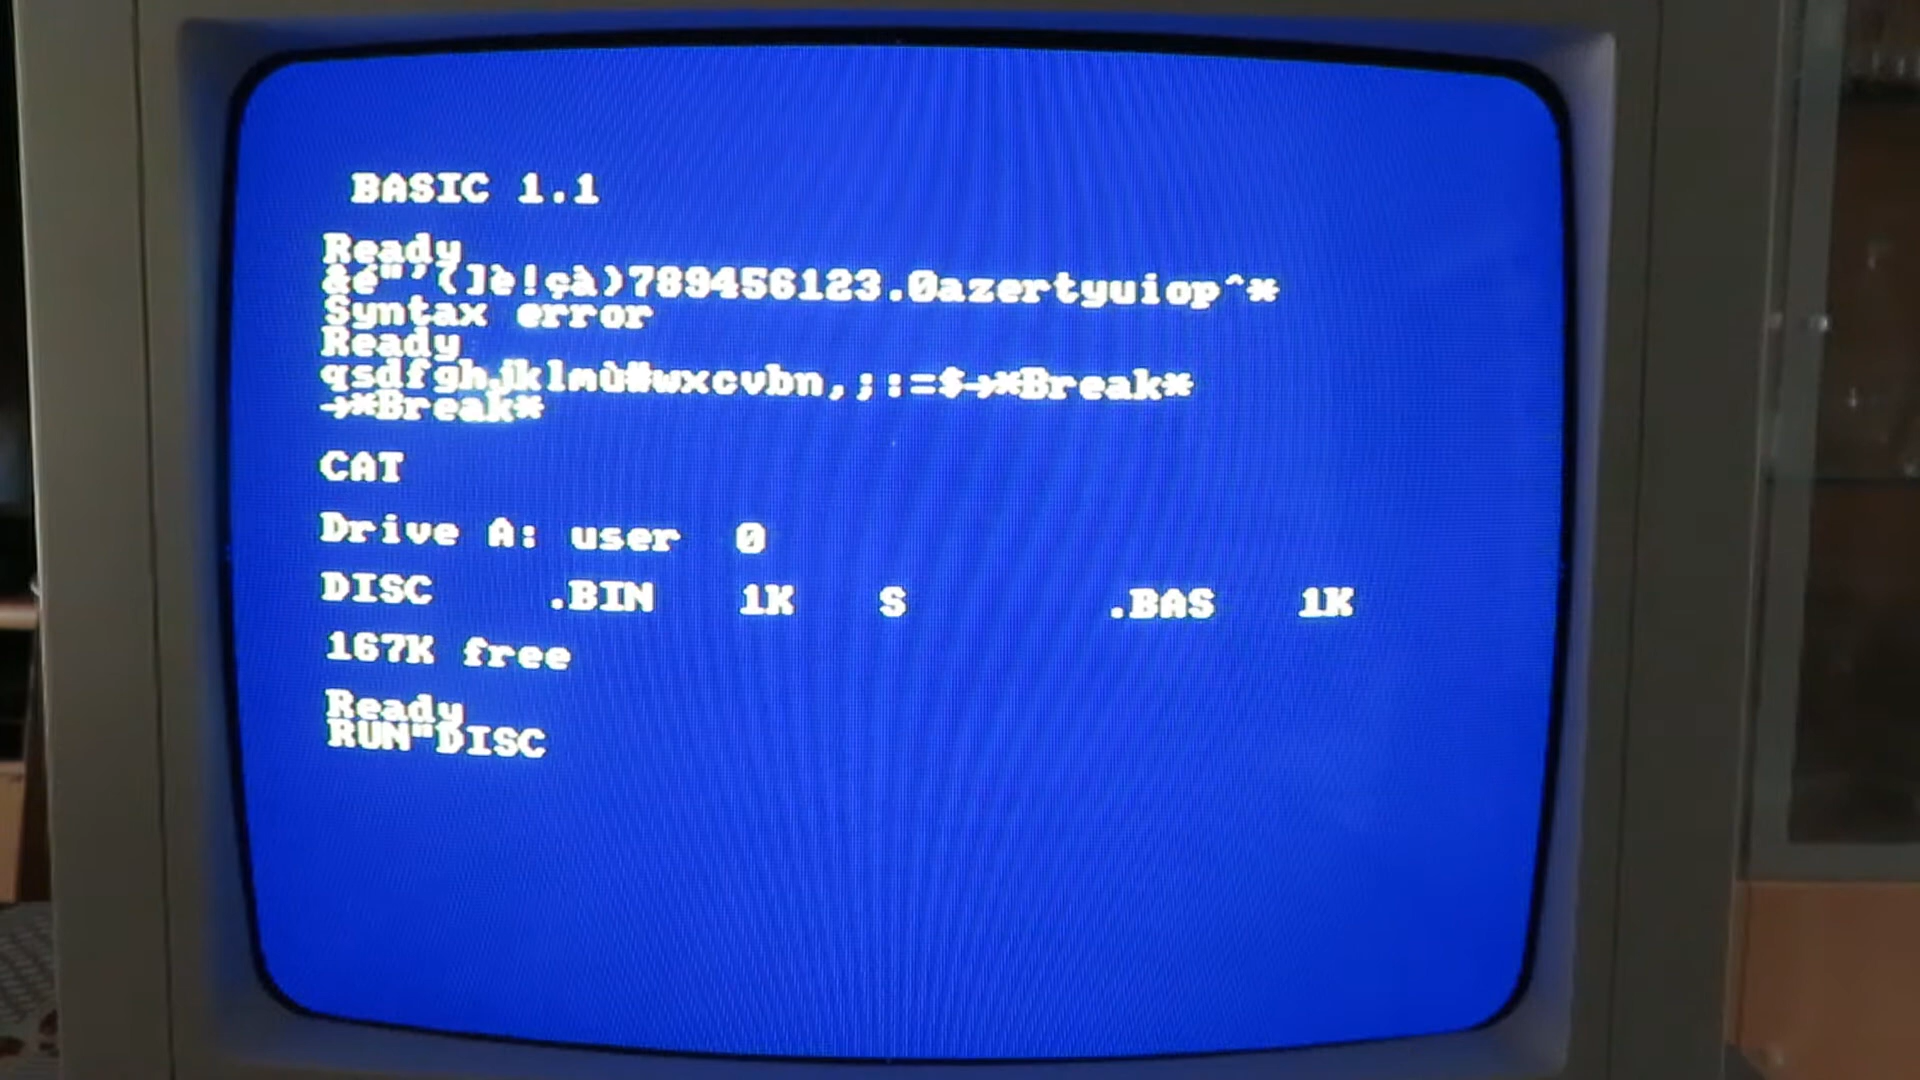 BASIC 1.1
Ready
&é"'(]è!çà)789456123.0azertyuiop^*
Syntax error
Ready
qsdfghjklmù#wxcvbn,;:=$→*Break*
→*Break*
CAT
Drive A: user 0
DISC .BIN 1K S .BAS 1K
167K free
Ready
RUN"DISC